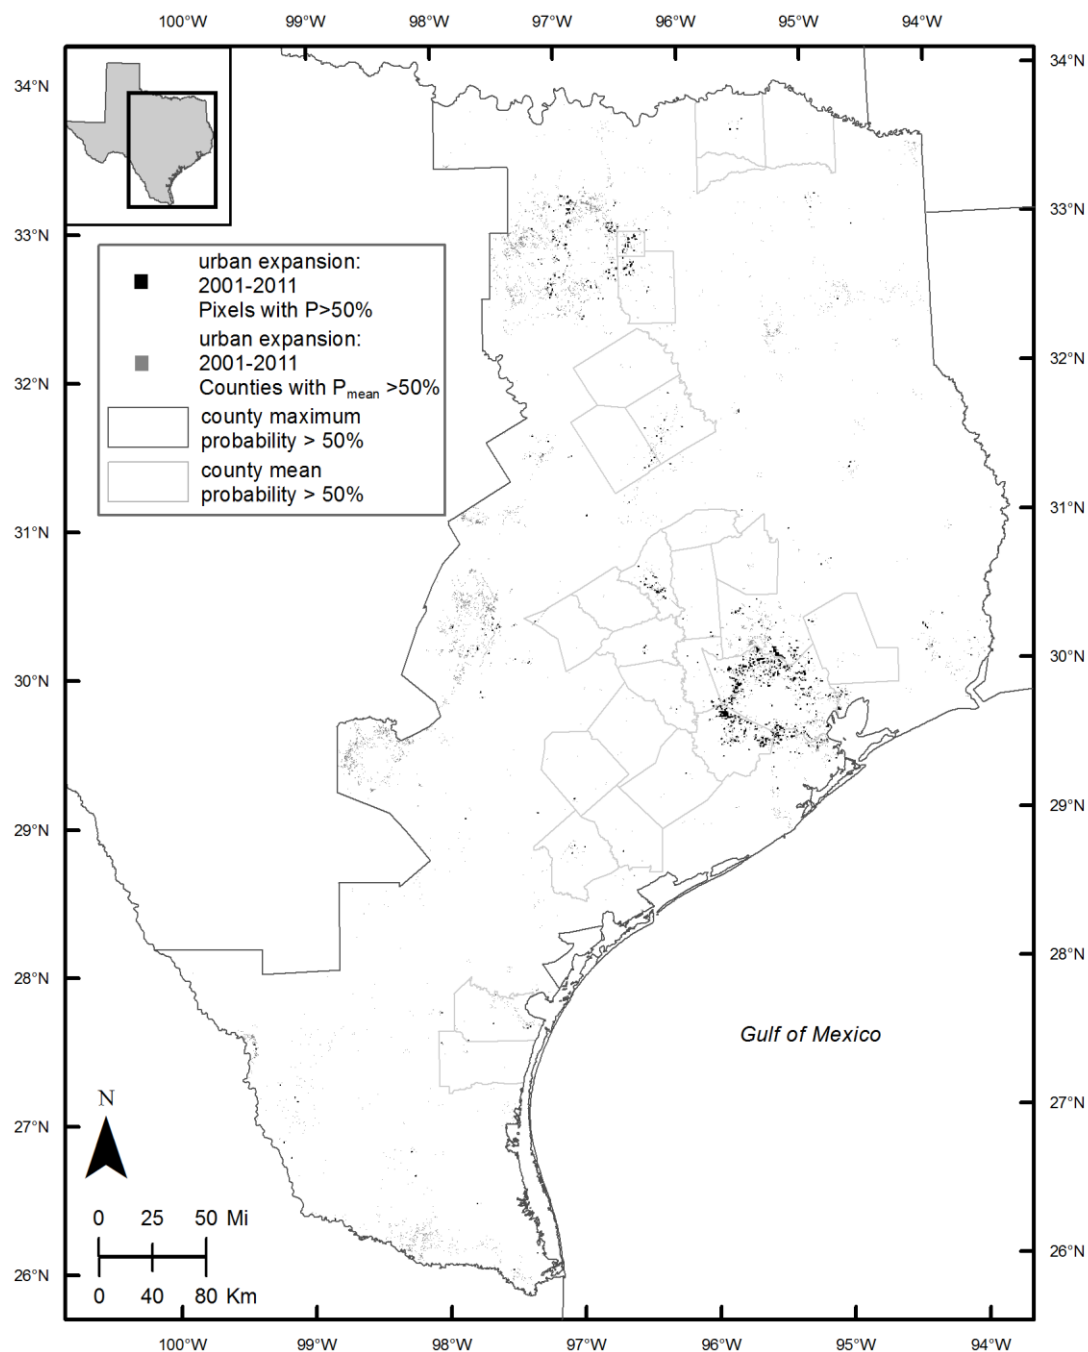 100°W 99°W 98°W 97°W 96°W 95°W 94°W
34°N
33°N
32°N
31°N
30°N
29°N
28°N
27°N
26°N
34°N
33°N
32°N
31°N
30°N
29°N
28°N
27°N
26°N
urban expansion:
2001-2011
Pixels with P>50%
urban expansion:
2001-2011
Counties with Pmean >50%
county maximum
probability > 50%
county mean
probability > 50%
Gulf of Mexico
N
0 25 50 Mi
0 40 80 Km
100°W 99°W 98°W 97°W 96°W 95°W 94°W